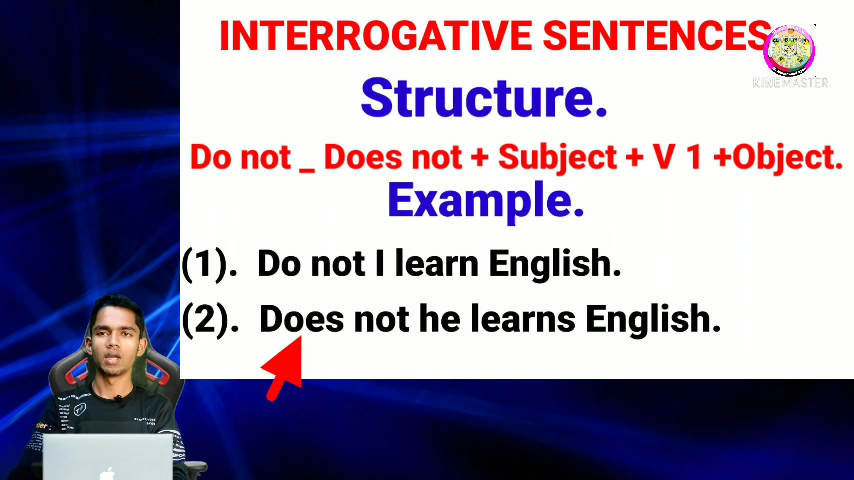 INTERROGATIVE SENTENCES
KINEMASTER
Structure.
Do not _ Does not + Subject + V 1 +Object.
Example.
(1). Do not I learn English.
(2). Does not he learns English.